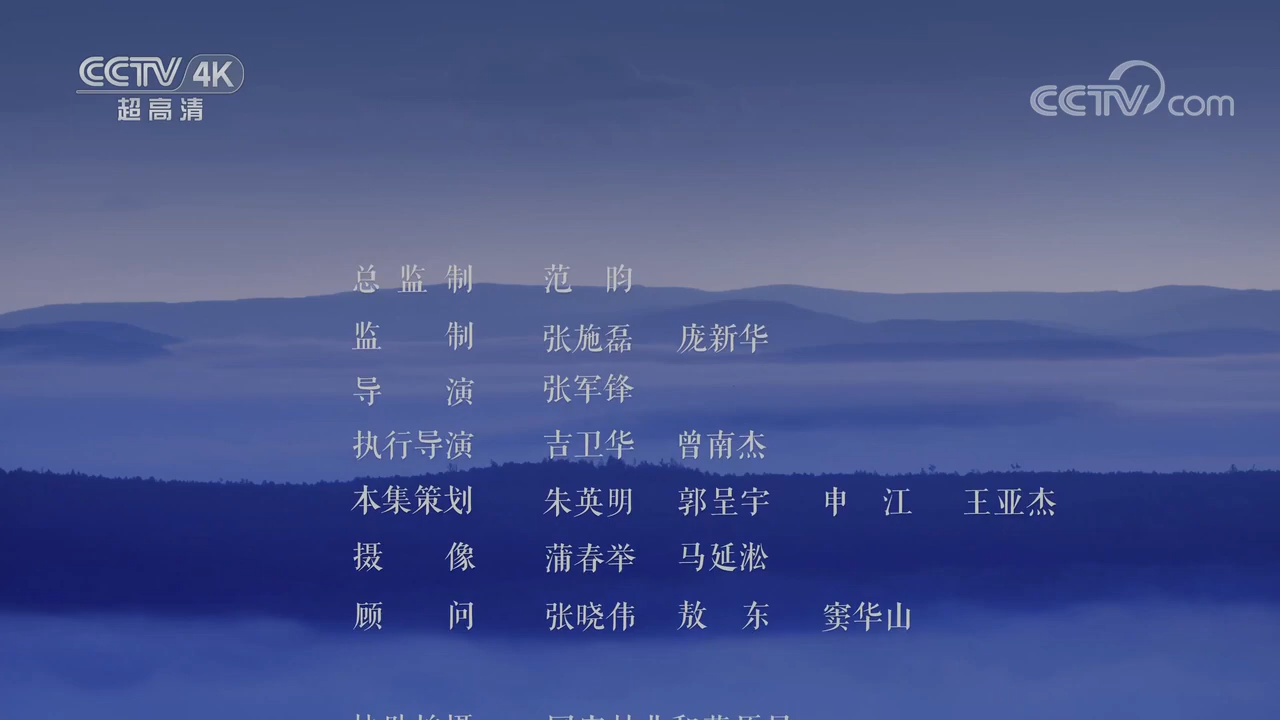 CCTV 4K
超高清
CCTV.com
总监制 范昀
监制 张施磊 庞新华
导演 张军锋
执行导演 吉卫华 曾南杰
本集策划 朱英明 郭呈宇 申江 王亚杰
摄像 蒲春举 马延淞
顾问 张晓伟 敖东 窦华山